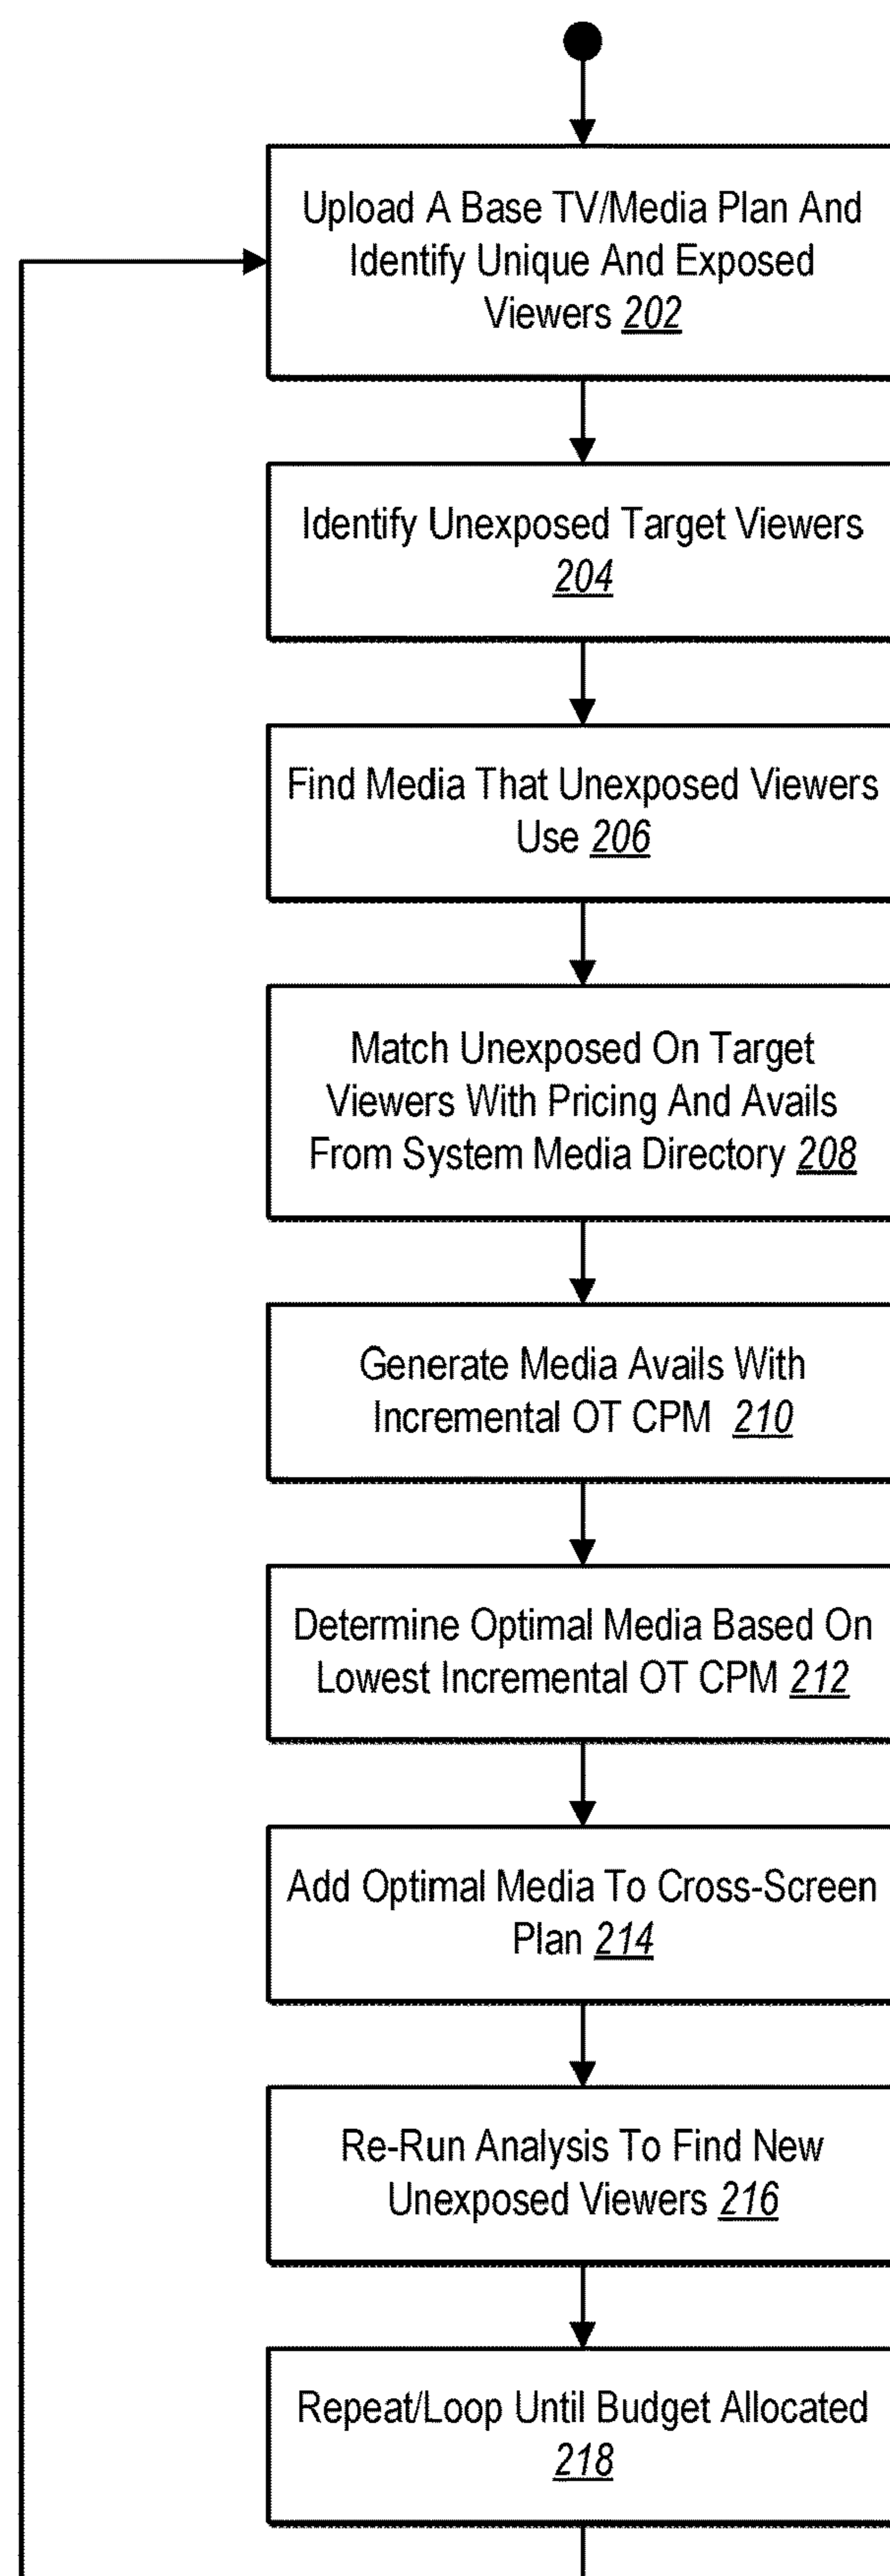 Upload A Base TV/Media Plan And
Identify Unique And Exposed
Viewers 202
Identify Unexposed Target Viewers
204
Find Media That Unexposed Viewers
Use 206
Match Unexposed On Target
Viewers With Pricing And Avails
From System Media Directory 208
Generate Media Avails With
Incremental OT CPM 210
Determine Optimal Media Based On
Lowest Incremental OT CPM 212
Add Optimal Media To Cross-Screen
Plan 214
Re-Run Analysis To Find New
Unexposed Viewers 216
Repeat/Loop Until Budget Allocated
218